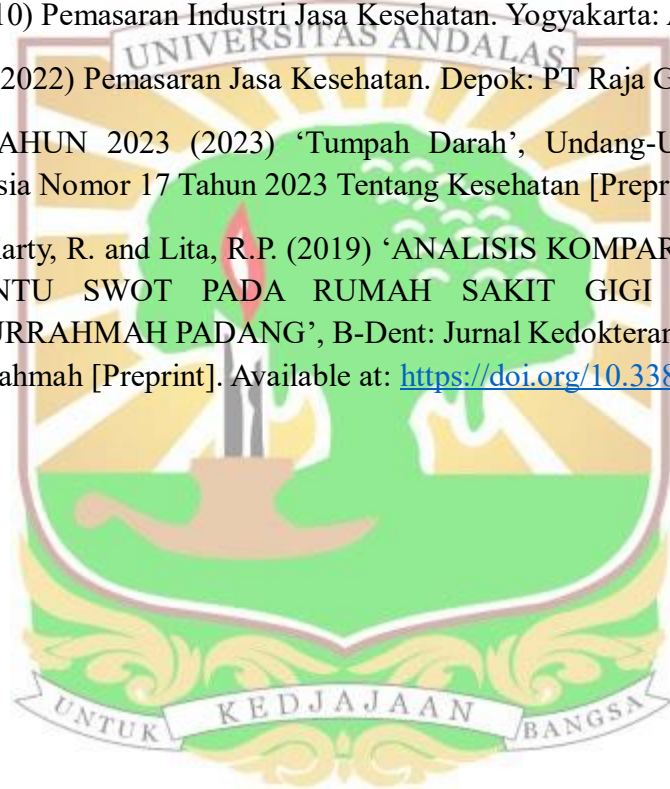 10) Pemasaran Industri Jasa Kesehatan. Yogyakarta:
UNIVERSITAS ANDALAS
2022) Pemasaran Jasa Kesehatan. Depok: PT Raja G
AHUN 2023 (2023) ‘Tumpah Darah’, Undang-U
sia Nomor 17 Tahun 2023 Tentang Kesehatan [Prepr
arty, R. and Lita, R.P. (2019) ‘ANALISIS KOMPAR
NTU SWOT PADA RUMAH SAKIT GIGI
URRAHMAH PADANG’, B-Dent: Jurnal Kedokteran
ahmah [Preprint]. Available at: https://doi.org/10.338
UNTUK KEDJAJAAN BANGSA